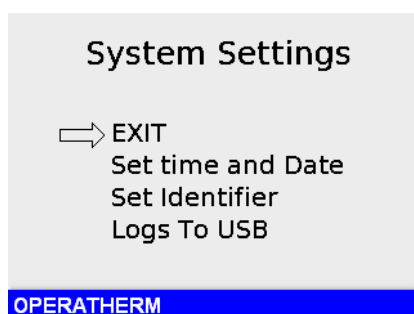 System Settings
EXIT
Set time and Date
Set Identifier
Logs To USB
OPERATHERM